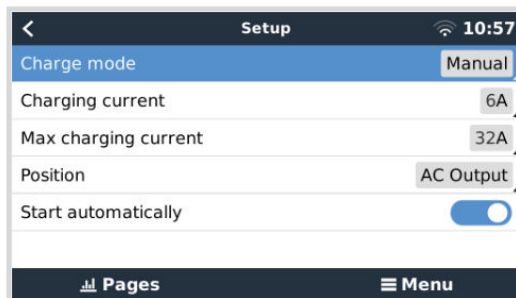 Setup 10:57
Charge mode Manual
Charging current 6A
Max charging current 32A
Position AC Output
Start automatically
Pages Menu